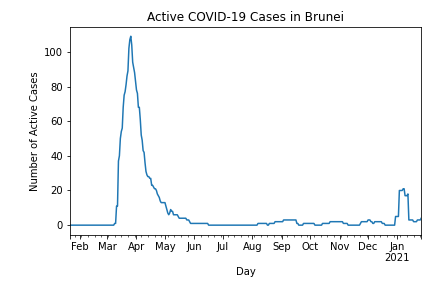 Active COVID-19 Cases in Brunei
Number of Active Cases
100
80
60
40
20
0
Feb Mar Apr May Jun Jul Aug Sep Oct Nov Dec Jan
2021
Day